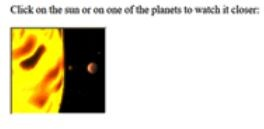 Click on the sun or on one of the planets to watch it closer: